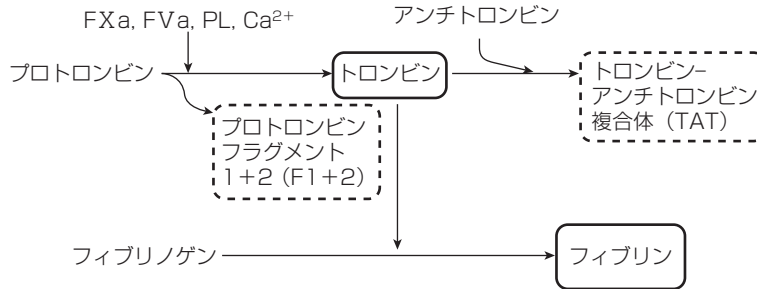 FXa, FVa, PL, Ca²⁺
アンチトロンビン
プロトロンビン
トロンビン
トロンビン−
アンチトロンビン
複合体（TAT）
プロトロンビン
フラグメント
1＋2（F1＋2）
フィブリノゲン
フィブリン